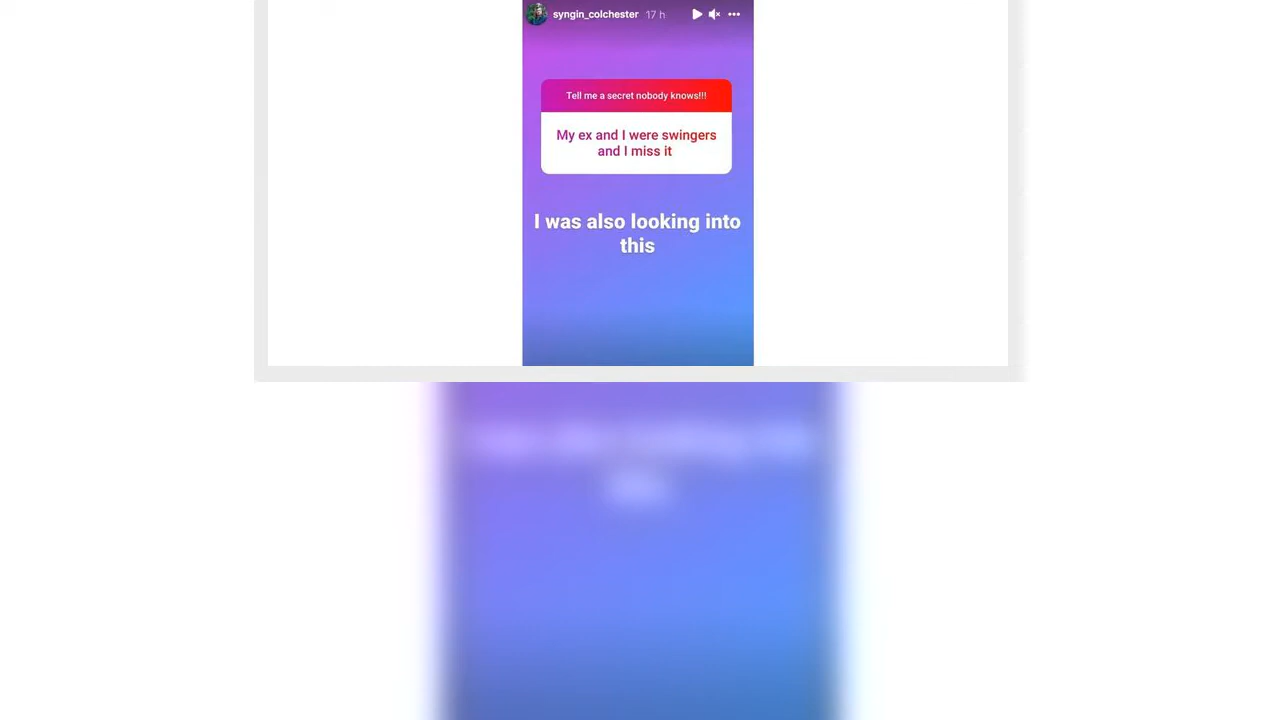 syngin_colchester 17 h
Tell me a secret nobody knows!!!
My ex and I were swingers
and I miss it
I was also looking into
this